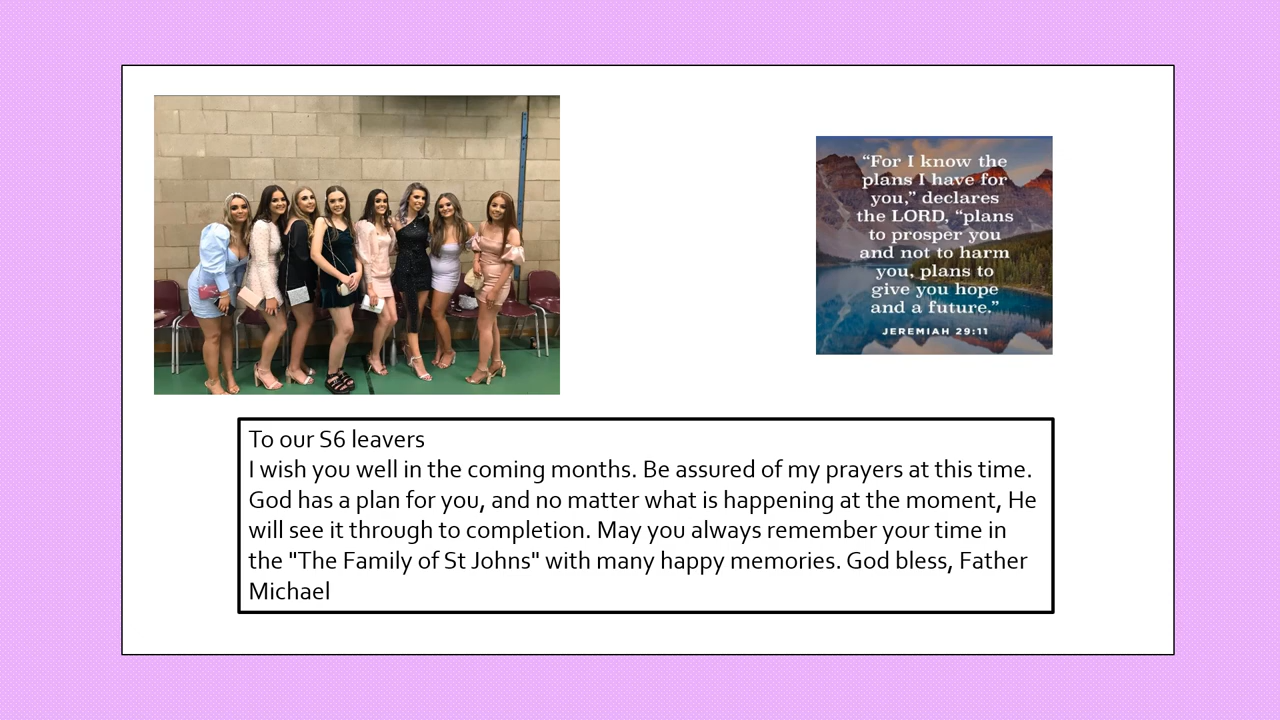 “For I know the
plans I have for
you,” declares
the LORD, “plans
to prosper you
and not to harm
you, plans to
give you hope
and a future.”
JEREMIAH 29:11
To our S6 leavers
I wish you well in the coming months. Be assured of my prayers at this time.
God has a plan for you, and no matter what is happening at the moment, He
will see it through to completion. May you always remember your time in
the "The Family of St Johns" with many happy memories. God bless, Father
Michael